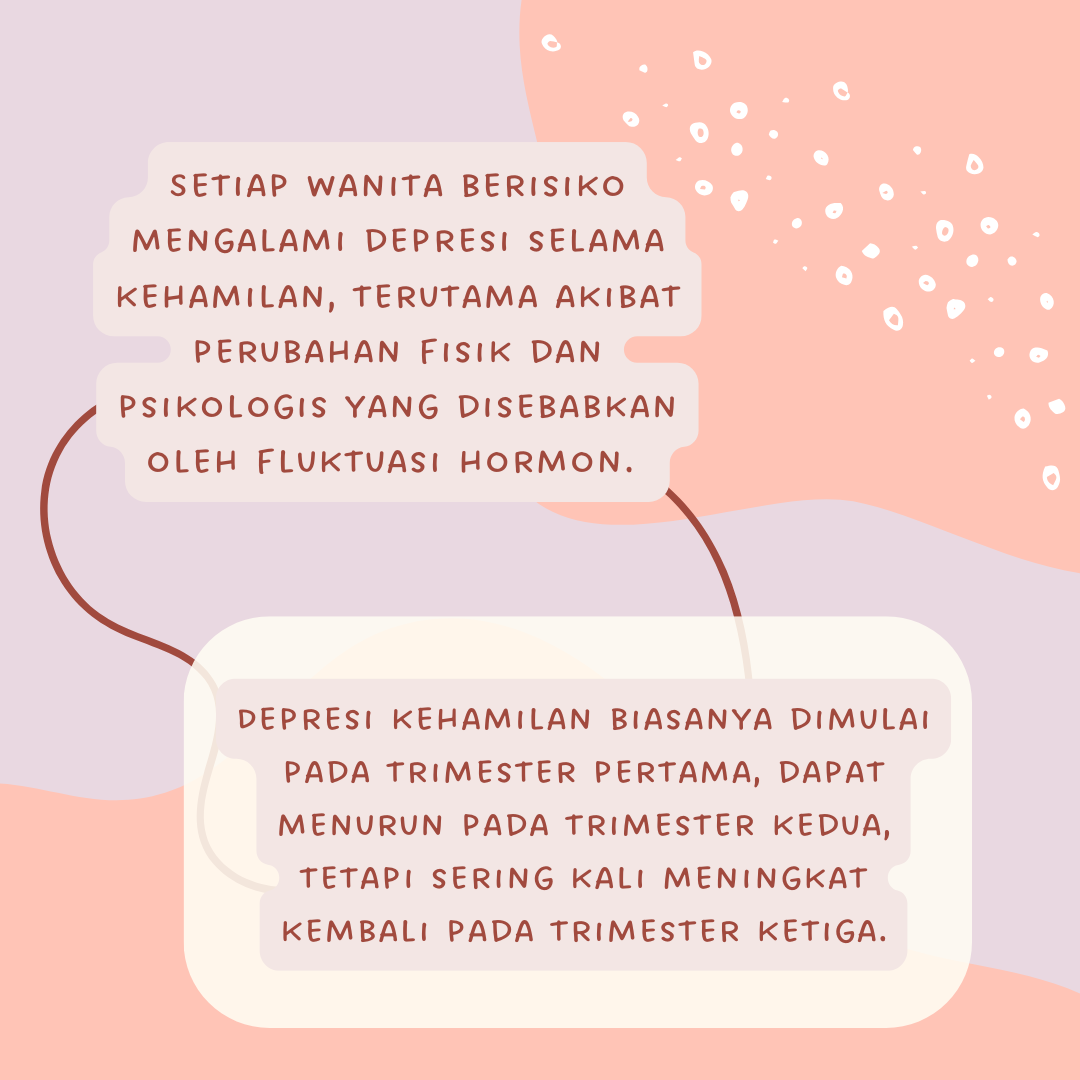 SETIAP WANITA BERISIKO
MENGALAMI DEPRESI SELAMA
KEHAMILAN, TERUTAMA AKIBAT
PERUBAHAN FISIK DAN
PSIKOLOGIS YANG DISEBABKAN
OLEH FLUKTUASI HORMON.
DEPRESI KEHAMILAN BIASANYA DIMULAI
PADA TRIMESTER PERTAMA, DAPAT
MENURUN PADA TRIMESTER KEDUA,
TETAPI SERING KALI MENINGKAT
KEMBALI PADA TRIMESTER KETIGA.